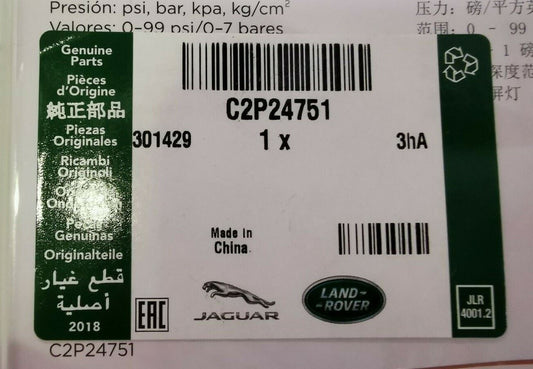 Presión: psi, bar, kpa, kg/cm²
Valores: 0-99 psi/0-7 bares
压力: 磅/平方英
范围: 0 - 99
1 磅
深度范
屏灯
Genuine
Parts
Pièces
d'Origine
純正部品
Piezas
Originales
Ricambi
Originali
Genuinas
Originalteile
قطع غيار
أصلية
2018
C2P24751
301429
1 x
3hA
Made in
China.
EAC
JAGUAR
LAND-
-ROVER
JLR
4001.2
C2P24751